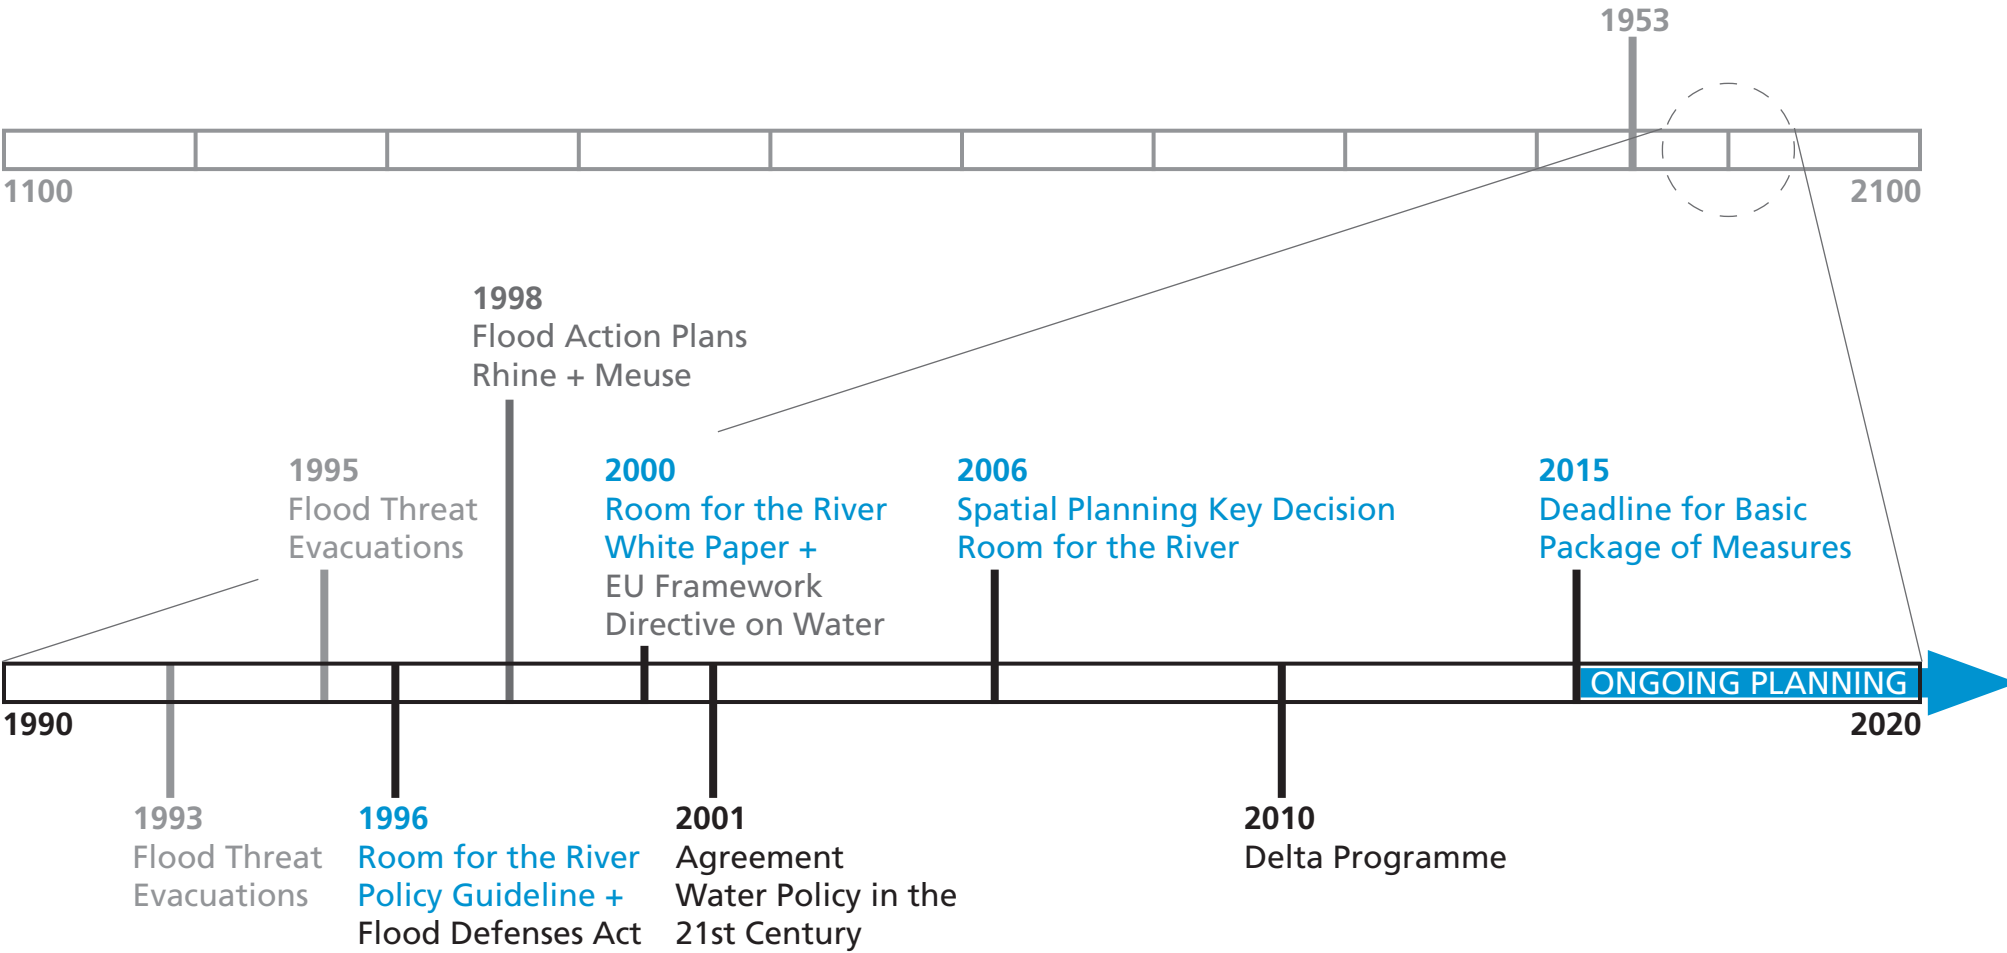 1953
1100
2100
1998
Flood Action Plans
Rhine + Meuse
1995
Flood Threat
Evacuations
2000
Room for the River
White Paper +
EU Framework
Directive on Water
2006
Spatial Planning Key Decision
Room for the River
2015
Deadline for Basic
Package of Measures
ONGOING PLANNING
1990
2020
1993
Flood Threat
Evacuations
1996
Room for the River
Policy Guideline +
Flood Defenses Act
2001
Agreement
Water Policy in the
21st Century
2010
Delta Programme